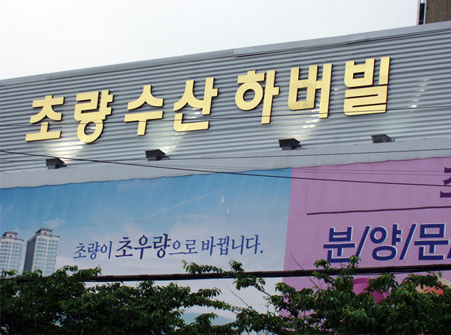 초량 수산 하버빌
초량이 초우량으로 바뀝니다.
분/양/문